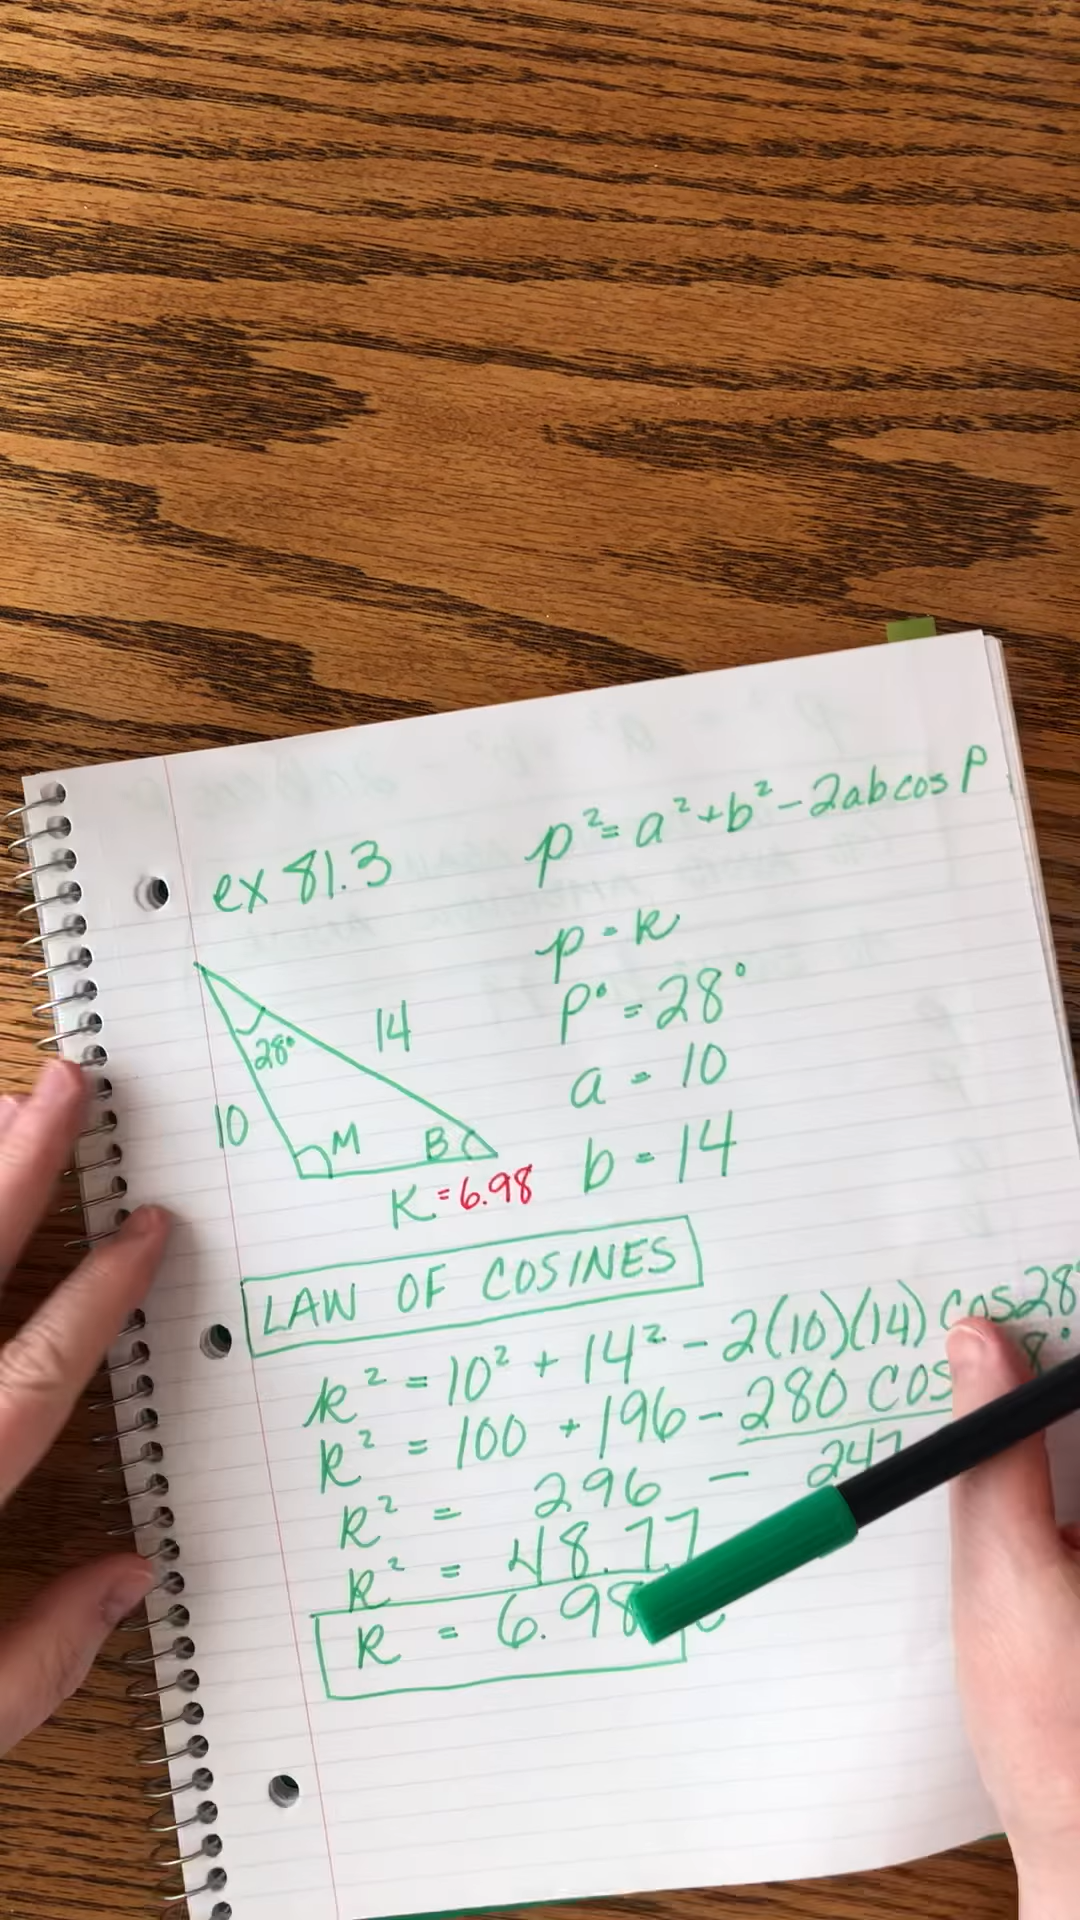 ex 81.3
p² = a² + b² - 2ab cos P
p = k
P° = 28°
a = 10
b = 14
28°
14
10
M
B
K = 6.98
LAW OF COSINES
k² = 10² + 14² - 2(10)(14) cos 28°
k² = 100 + 196 - 280 cos 8°
k² = 296 - 247
k² = 48.77
k = 6.98